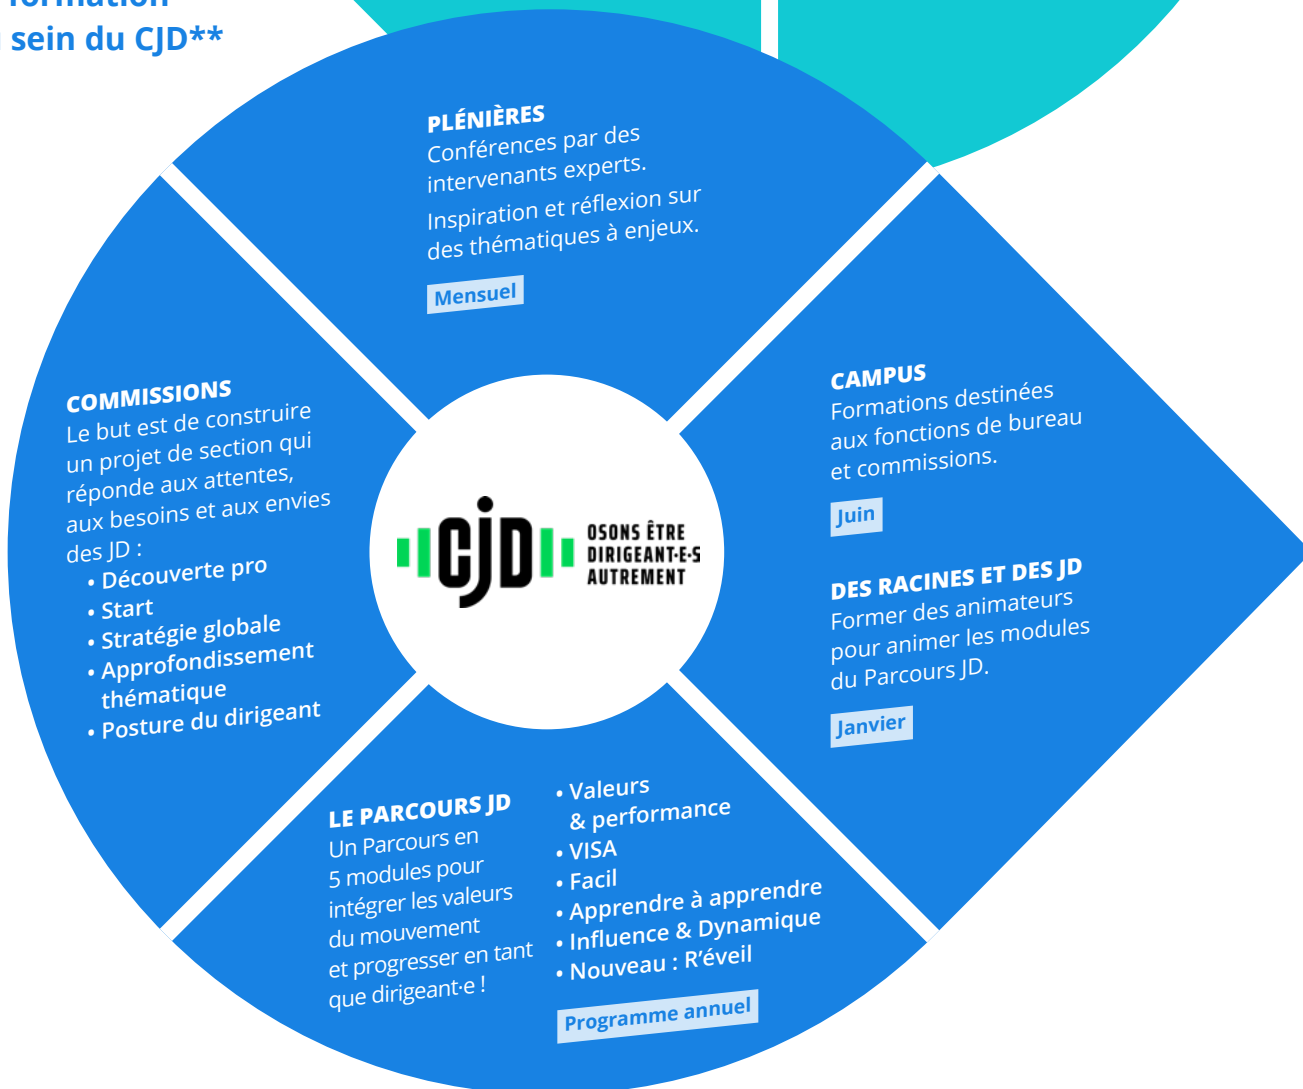 formation
sein du CJD**
PLÉNIÈRES
Conférences par des
intervenants experts.
Inspiration et réflexion sur
des thématiques à enjeux.
Mensuel
COMMISSIONS
Le but est de construire
un projet de section qui
réponde aux attentes,
aux besoins et aux envies
des JD :
• Découverte pro
• Start
• Stratégie globale
• Approfondissement
thématique
• Posture du dirigeant
CJD
OSONS ÊTRE
DIRIGEANT·E·S
AUTREMENT
CAMPUS
Formations destinées
aux fonctions de bureau
et commissions.
Juin
DES RACINES ET DES JD
Former des animateurs
pour animer les modules
du Parcours JD.
Janvier
LE PARCOURS JD
Un Parcours en
5 modules pour
intégrer les valeurs
du mouvement
et progresser en tant
que dirigeant·e !
• Valeurs
& performance
• VISA
• Facil
• Apprendre à apprendre
• Influence & Dynamique
• Nouveau : R’éveil
Programme annuel